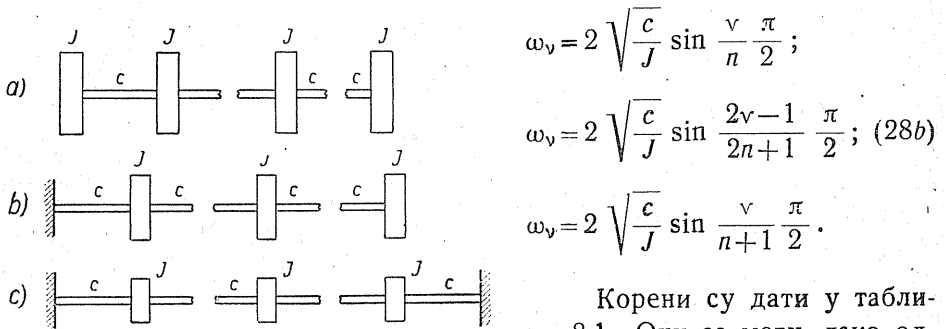 a) J c J J c c J
ω_ν = 2 √(c/J) sin ν/n π/2 ;
b) c J c J c J
ω_ν = 2 √(c/J) sin (2ν−1)/(2n+1) π/2 ; (28b)
c) c J c J J c
ω_ν = 2 √(c/J) sin ν/(n+1) π/2 .
Корени су дати у табли-